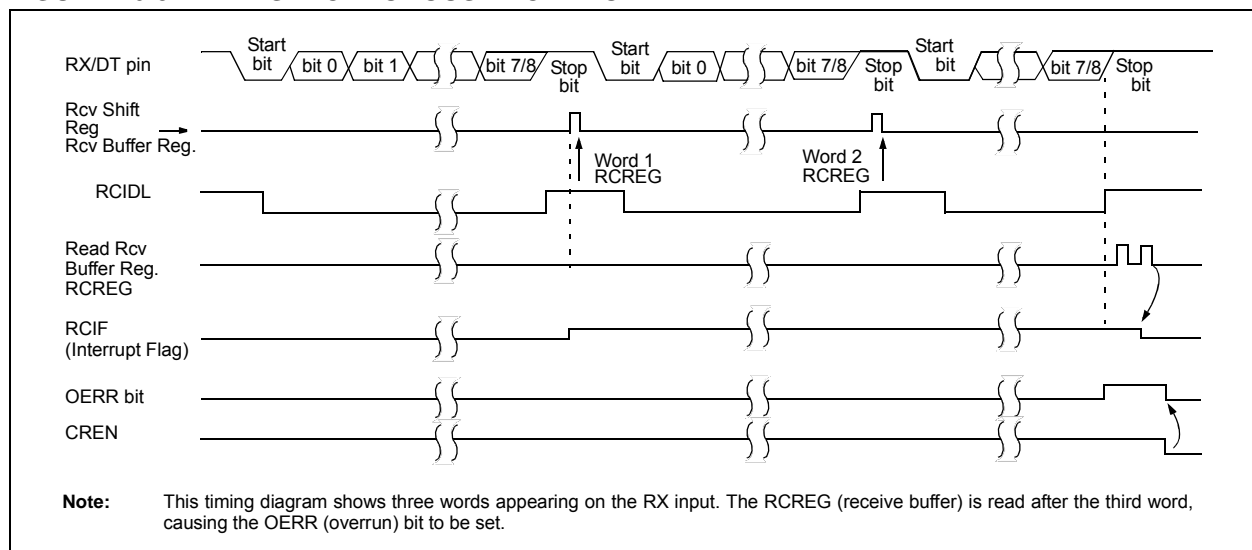 Start
bit
bit 0
bit 1
bit 7/8
Stop
bit
Start
bit
bit 0
bit 7/8
Stop
bit
Start
bit
bit 7/8
Stop
bit
RX/DT pin
Rcv Shift
Reg
Rcv Buffer Reg.
Word 1
RCREG
Word 2
RCREG
RCIDL
Read Rcv
Buffer Reg.
RCREG
RCIF
(Interrupt Flag)
OERR bit
CREN
Note: This timing diagram shows three words appearing on the RX input. The RCREG (receive buffer) is read after the third word,
causing the OERR (overrun) bit to be set.